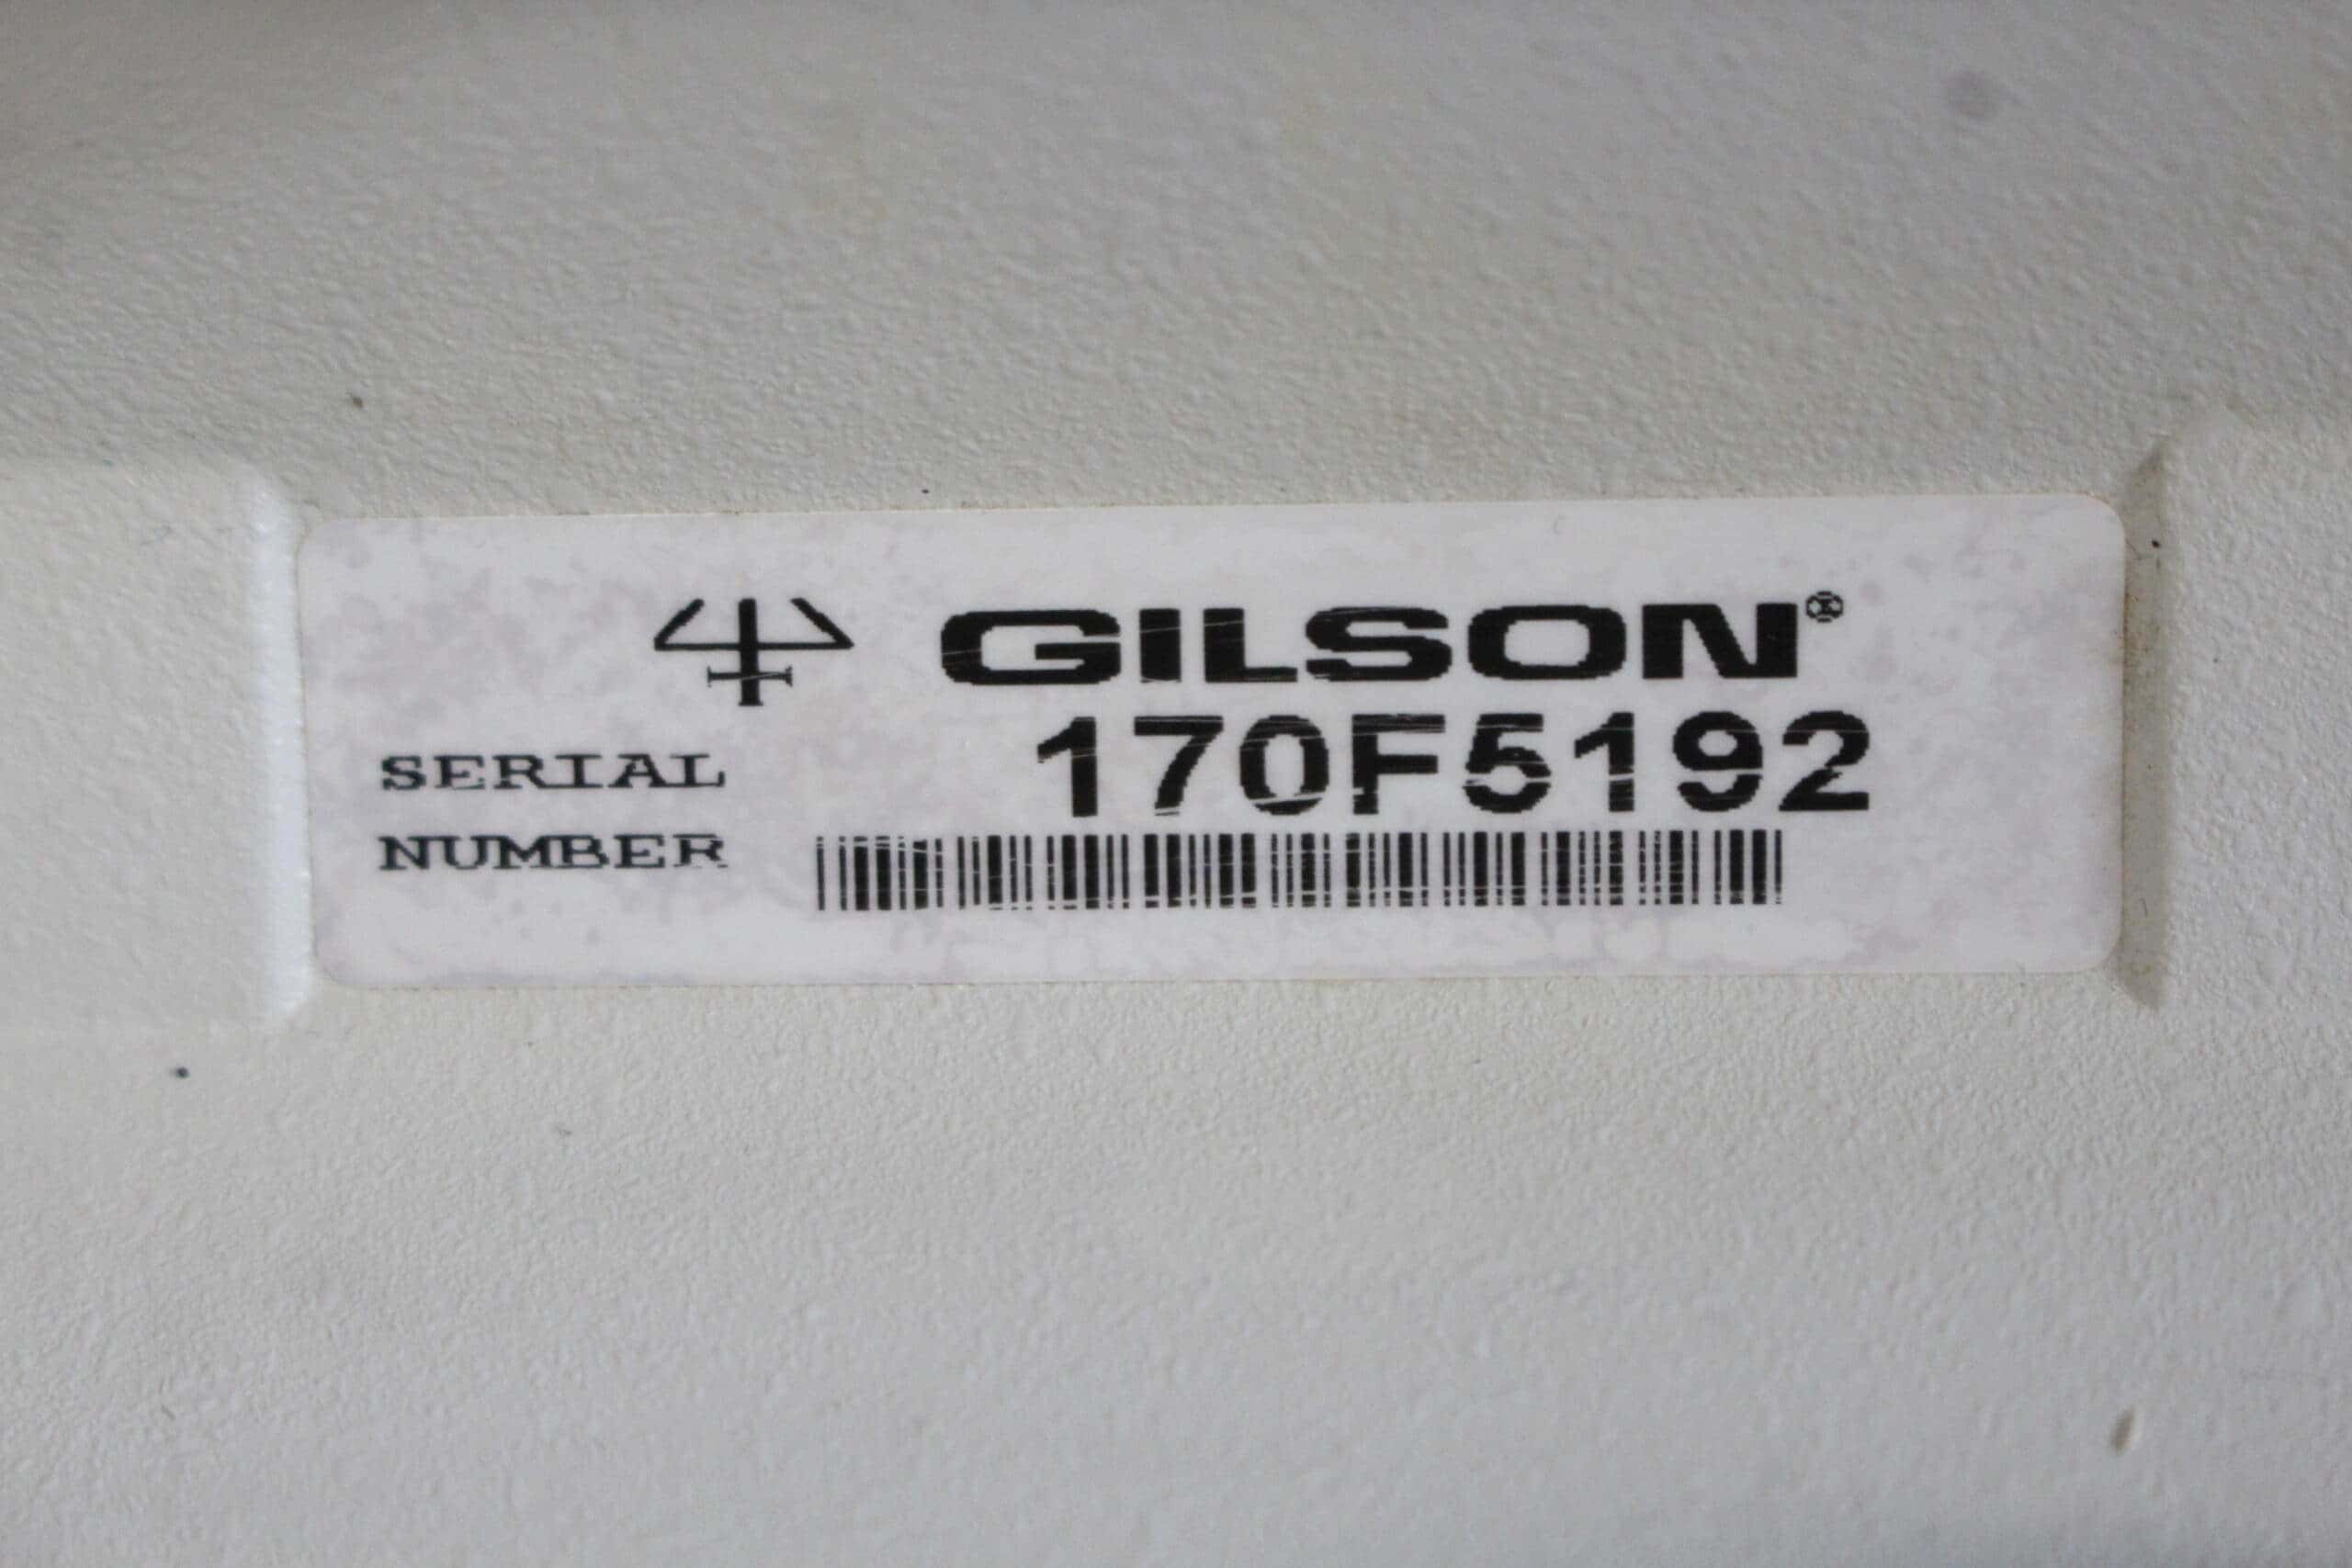 GILSON®
170F5192
SERIAL
NUMBER